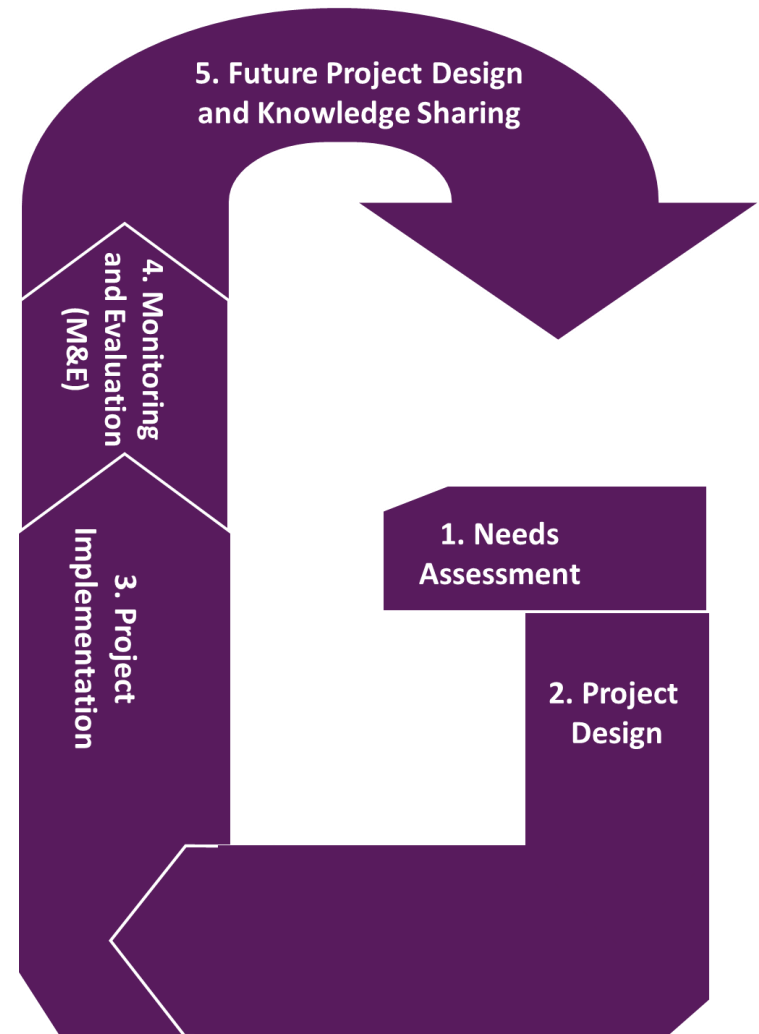 5. Future Project Design
and Knowledge Sharing
4. Monitoring
and Evaluation
(M&E)
3. Project
Implementation
1. Needs
Assessment
2. Project
Design